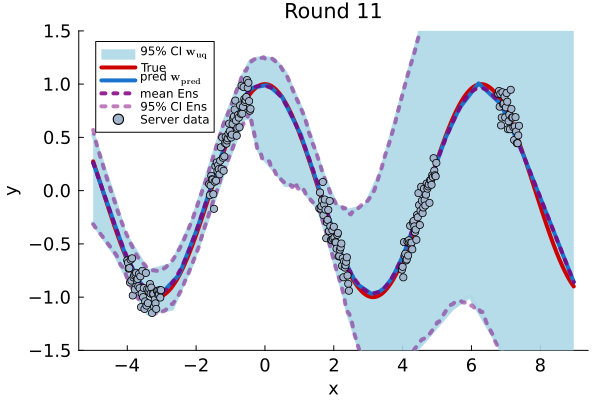 Round 11
1.5
1.0
0.5
0.0
−0.5
−1.0
−1.5
y
95% CI w_uq
True
pred w_pred
mean Ens
95% CI Ens
Server data
−4 −2 0 2 4 6 8
x